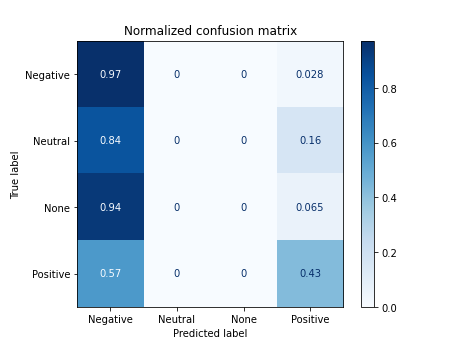 Normalized confusion matrix
Negative 0.97 0 0 0.028
Neutral 0.84 0 0 0.16
None 0.94 0 0 0.065
Positive 0.57 0 0 0.43
Negative Neutral None Positive
Predicted label
True label
0.8
0.6
0.4
0.2
0.0